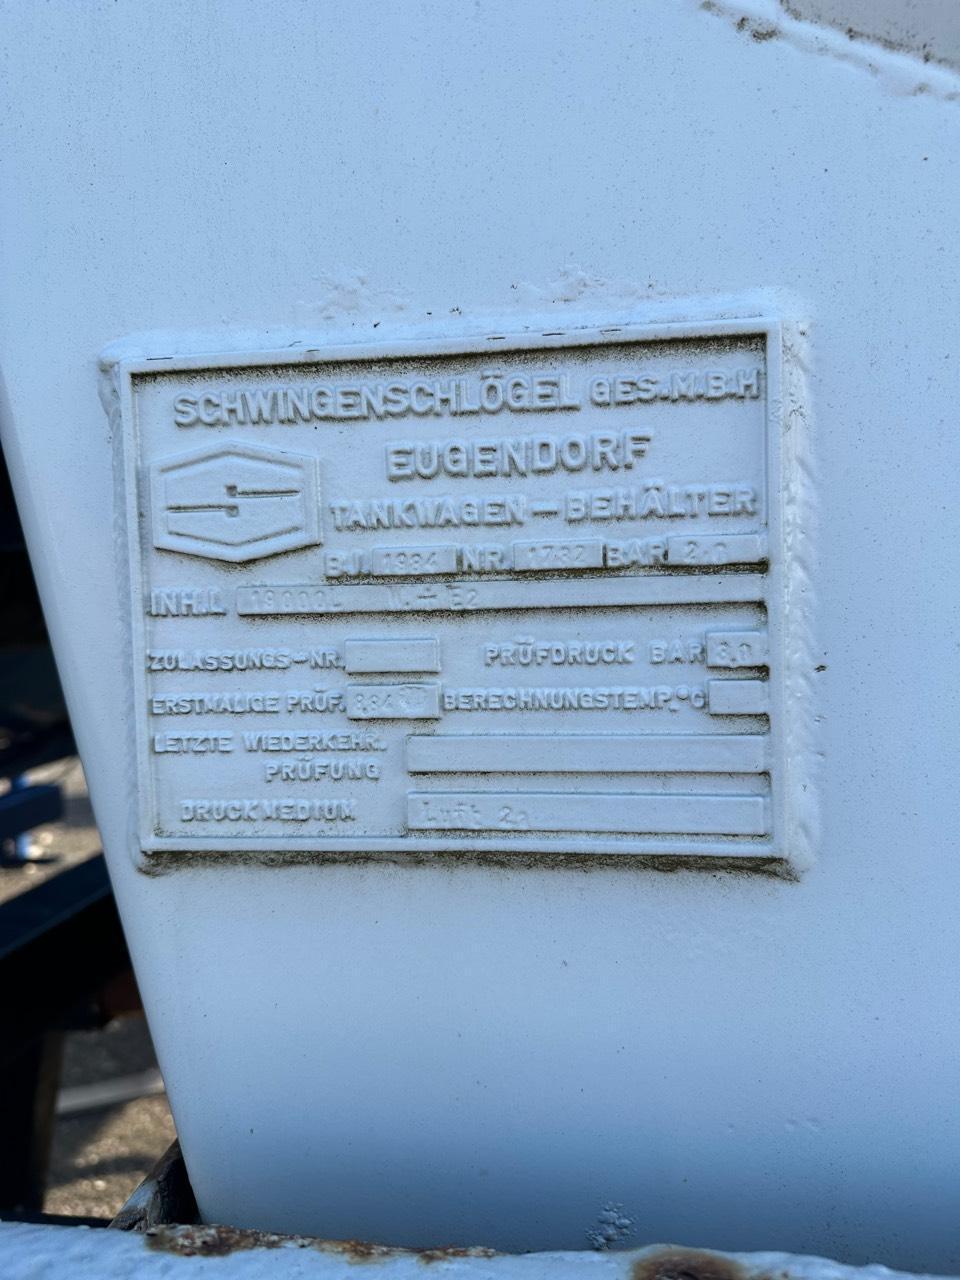 SCHWINGENSCHLÖGEL GES.M.B.H
EUGENDORF
TANKWAGEN-BEHÄLTER
BJ. 1984 NR. 1732 BAR 2,0
INH.L 19000L
ZULASSUNGS-NR. PRÜFDRUCK BAR 3,0
ERSTMALIGE PRÜF. BERECHNUNGSTEMP.°C
LETZTE WIEDERKEHR.
PRÜFUNG
DRUCKMEDIUM Luft